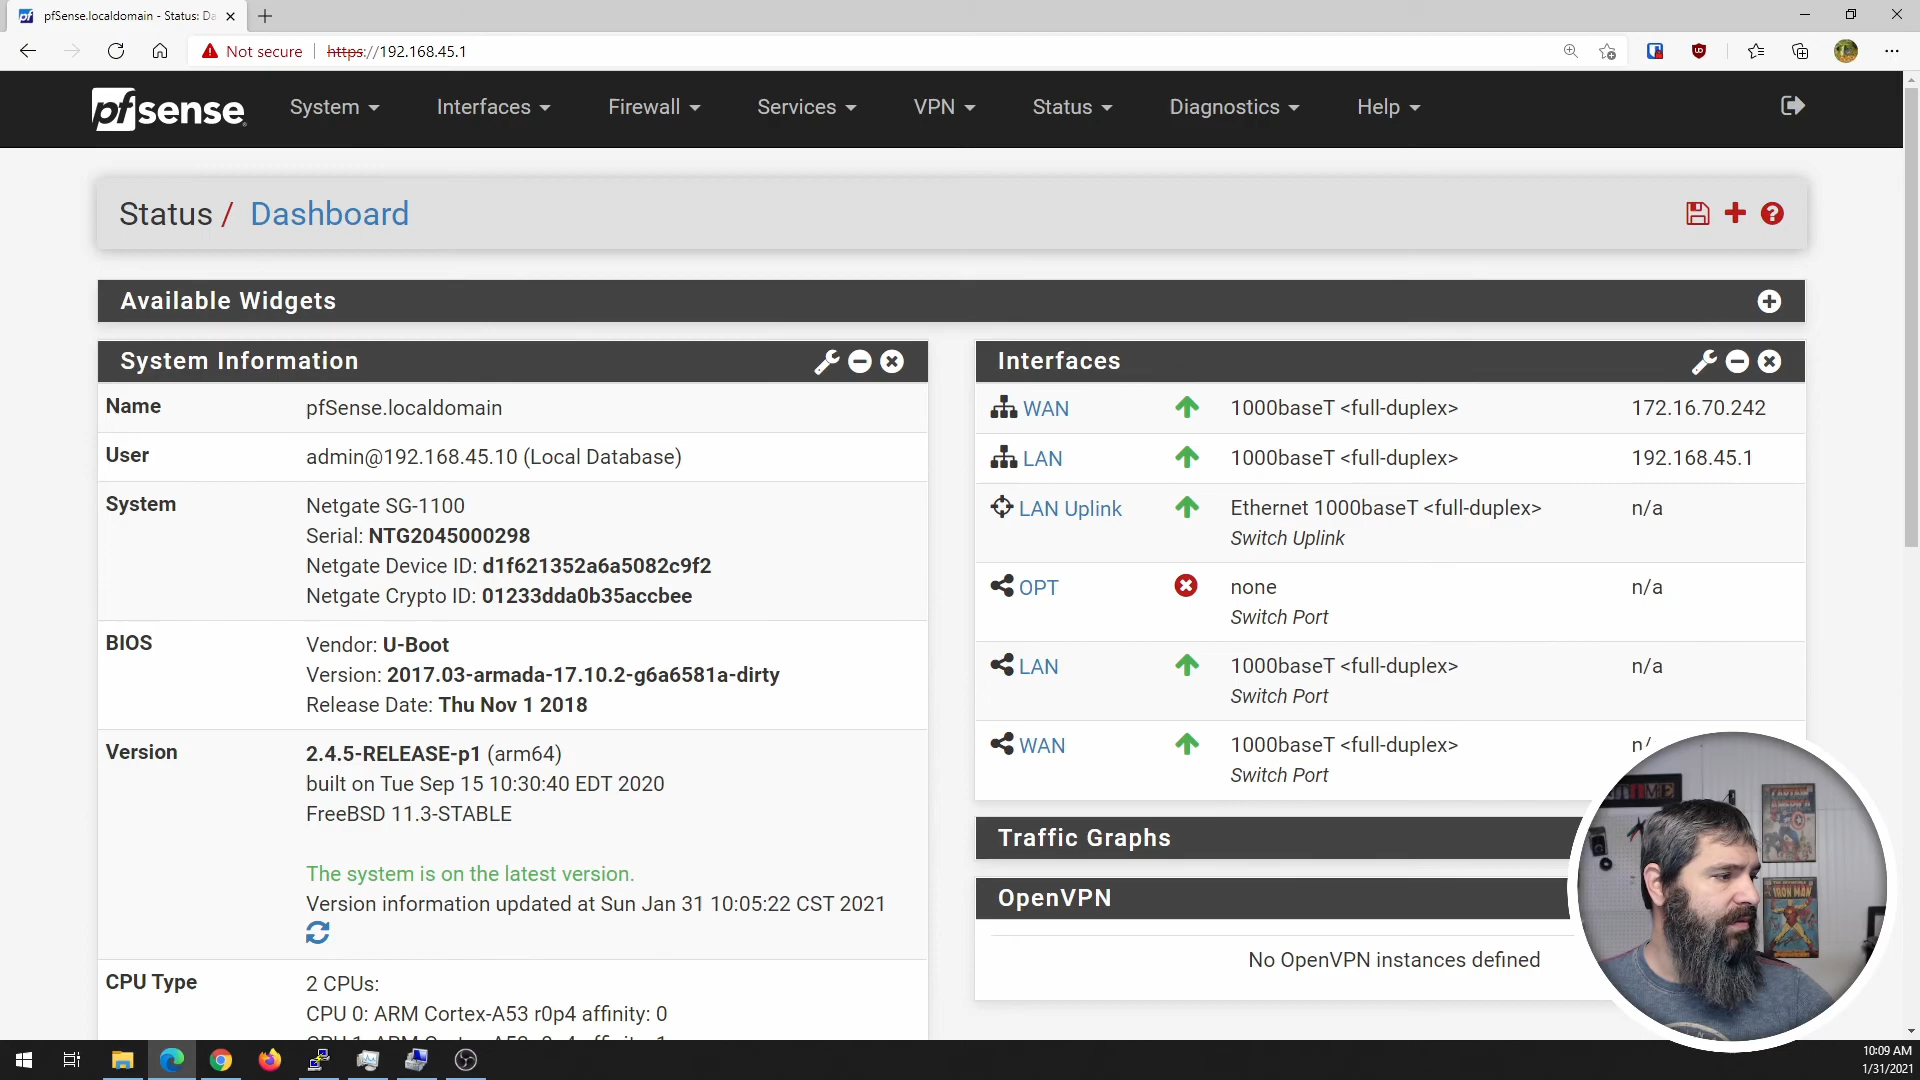 pfSense.localdomain - Status: Da
Not secure
https://192.168.45.1
pfsense
System
Interfaces
Firewall
Services
VPN
Status
Diagnostics
Help
Status / Dashboard
Available Widgets
System Information
Name
pfSense.localdomain
User
admin@192.168.45.10 (Local Database)
System
Netgate SG-1100
Serial: NTG2045000298
Netgate Device ID: d1f621352a6a5082c9f2
Netgate Crypto ID: 01233dda0b35accbee
BIOS
Vendor: U-Boot
Version: 2017.03-armada-17.10.2-g6a6581a-dirty
Release Date: Thu Nov 1 2018
Version
2.4.5-RELEASE-p1 (arm64)
built on Tue Sep 15 10:30:40 EDT 2020
FreeBSD 11.3-STABLE
The system is on the latest version.
Version information updated at Sun Jan 31 10:05:22 CST 2021
CPU Type
2 CPUs:
CPU 0: ARM Cortex-A53 r0p4 affinity: 0
Interfaces
WAN
1000baseT <full-duplex>
172.16.70.242
LAN
1000baseT <full-duplex>
192.168.45.1
LAN Uplink
Ethernet 1000baseT <full-duplex>
n/a
Switch Uplink
OPT
none
n/a
Switch Port
LAN
1000baseT <full-duplex>
n/a
Switch Port
WAN
1000baseT <full-duplex>
n/
Switch Port
Traffic Graphs
OpenVPN
No OpenVPN instances defined
CAPTAIN
IRON MAN
10:09 AM
1/31/2021